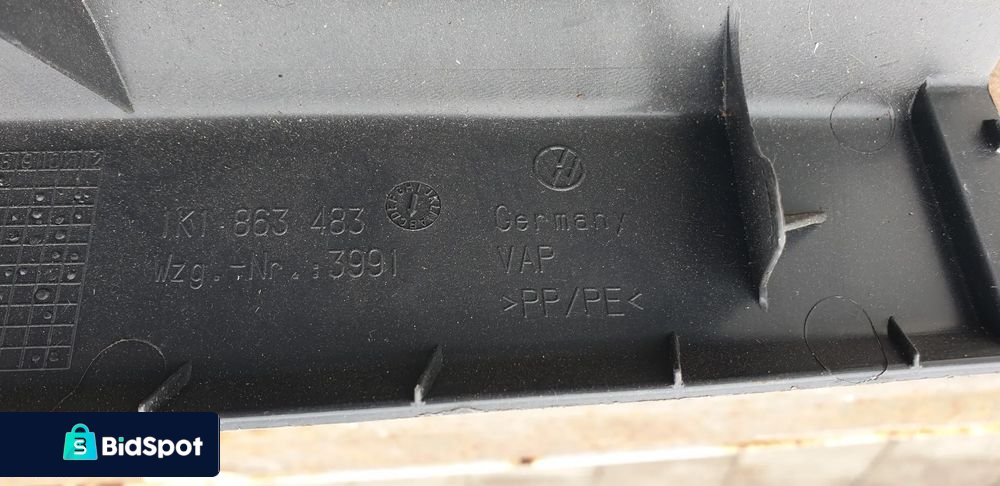 1K1 863 483
Wzg.-Nr.:3991
Germany
VAP
>PP/PE<
BidSpot